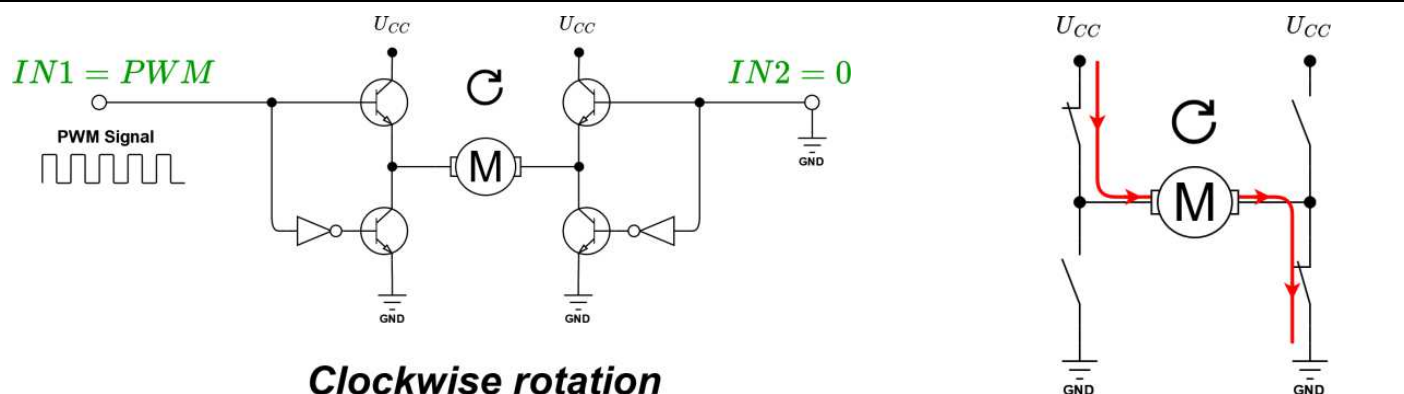 U_CC U_CC
IN1 = PWM
IN2 = 0
PWM Signal
GND
M
GND GND
Clockwise rotation
U_CC U_CC
M
GND GND